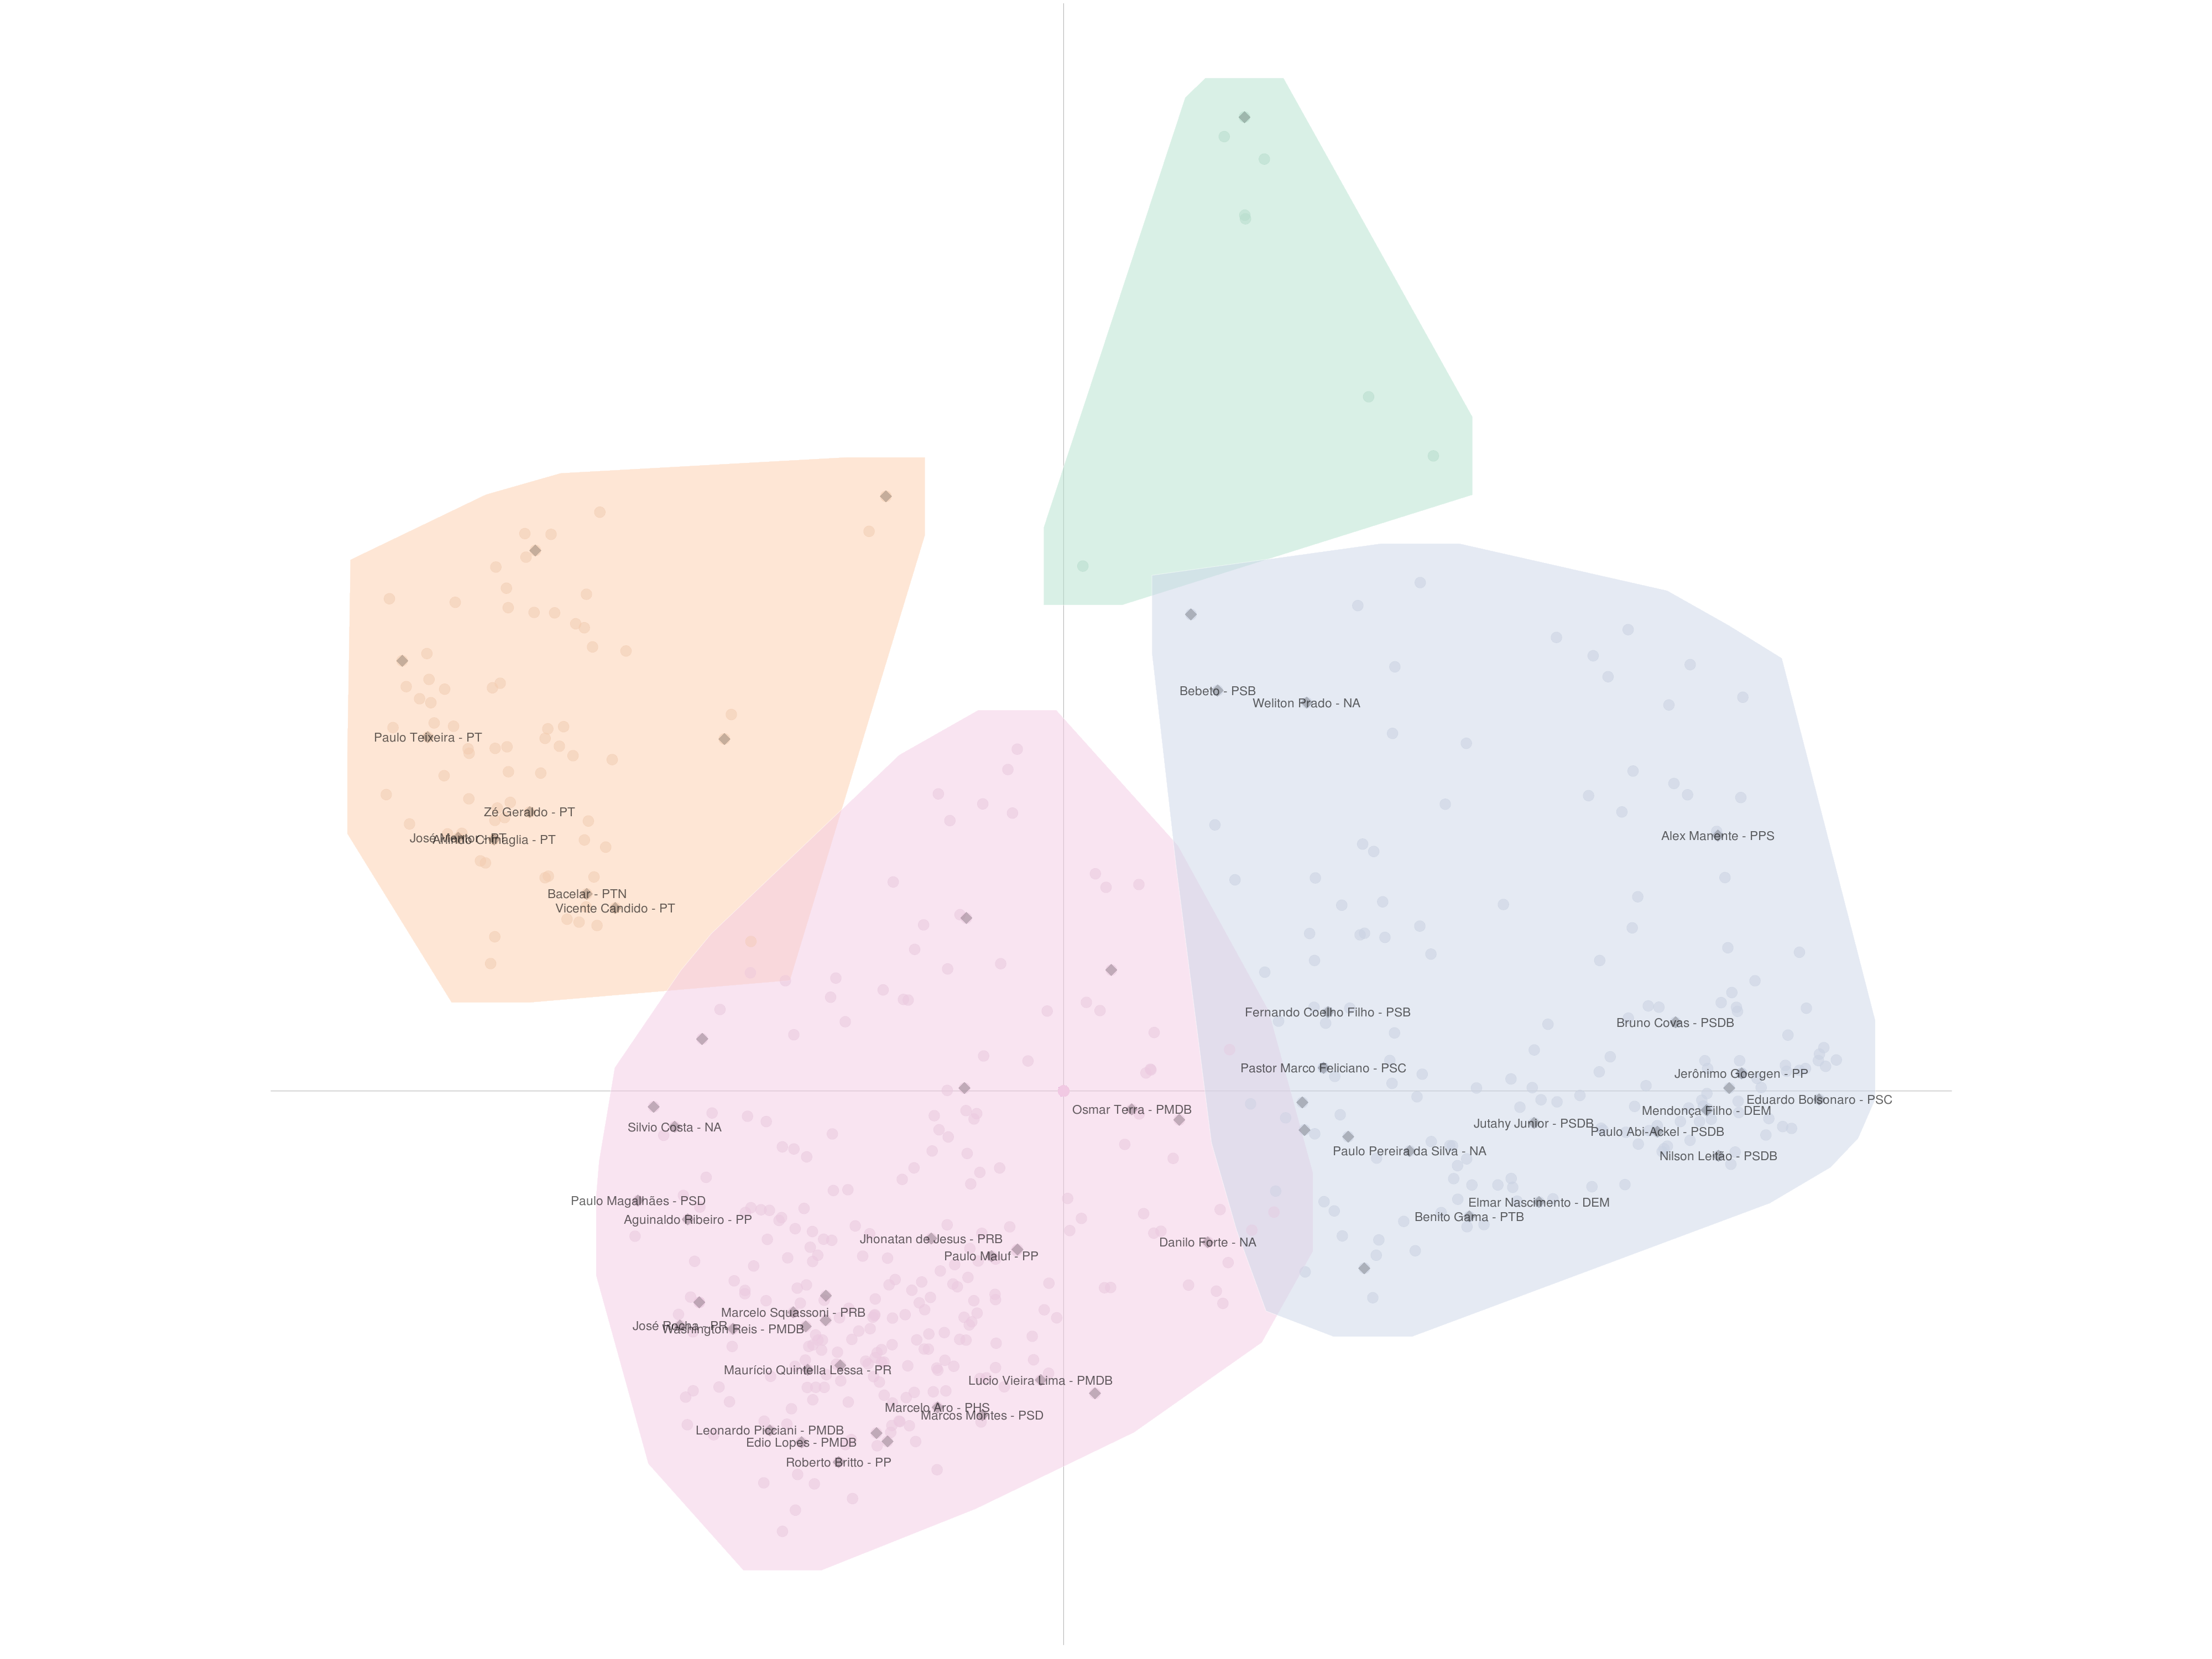 Bebeto - PSB
Weliton Prado - NA
Paulo Teixeira - PT
Zé Geraldo - PT
José Mentor - PT
Arlindo Chinaglia - PT
Alex Manente - PPS
Bacelar - PTN
Vicente Candido - PT
Fernando Coelho Filho - PSB
Bruno Covas - PSDB
Pastor Marco Feliciano - PSC
Jerônimo Goergen - PP
Eduardo Bolsonaro - PSC
Osmar Terra - PMDB
Mendonça Filho - DEM
Silvio Costa - NA
Jutahy Junior - PSDB
Paulo Abi-Ackel - PSDB
Paulo Pereira da Silva - NA
Nilson Leitão - PSDB
Paulo Magalhães - PSD
Elmar Nascimento - DEM
Aguinaldo Ribeiro - PP
Benito Gama - PTB
Jhonatan de Jesus - PRB
Danilo Forte - NA
Paulo Maluf - PP
Marcelo Squassoni - PRB
José Rocha - PR
Washington Reis - PMDB
Maurício Quintella Lessa - PR
Lucio Vieira Lima - PMDB
Marcelo Aro - PHS
Marcos Montes - PSD
Leonardo Picciani - PMDB
Edio Lopes - PMDB
Roberto Britto - PP